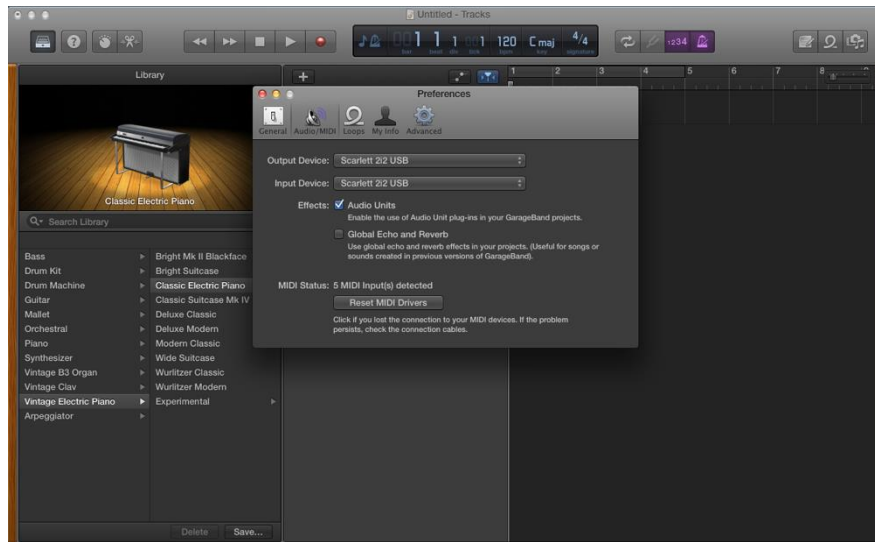 Untitled - Tracks
001 1 1 001 120 C maj 4/4
bar beat div tick bpm key signature
1234
Library
1 2 3 4 5 6 7 8
Preferences
General Audio/MIDI Loops My Info Advanced
Classic Electric Piano
Search Library
Output Device: Scarlett 2i2 USB
Input Device: Scarlett 2i2 USB
Effects: Audio Units
Enable the use of Audio Unit plug-ins in your GarageBand projects.
Global Echo and Reverb
Use global echo and reverb effects in your projects. (Useful for songs or
sounds created in previous versions of GarageBand).
MIDI Status: 5 MIDI Input(s) detected
Reset MIDI Drivers
Click if you lost the connection to your MIDI devices. If the problem
persists, check the connection cables.
Bass
Drum Kit
Drum Machine
Guitar
Mallet
Orchestral
Piano
Synthesizer
Vintage B3 Organ
Vintage Clav
Vintage Electric Piano
Arpeggiator
Bright Mk II Blackface
Bright Suitcase
Classic Electric Piano
Classic Suitcase Mk IV
Deluxe Classic
Deluxe Modern
Modern Classic
Wide Suitcase
Wurlitzer Classic
Wurlitzer Modern
Experimental
Delete Save...